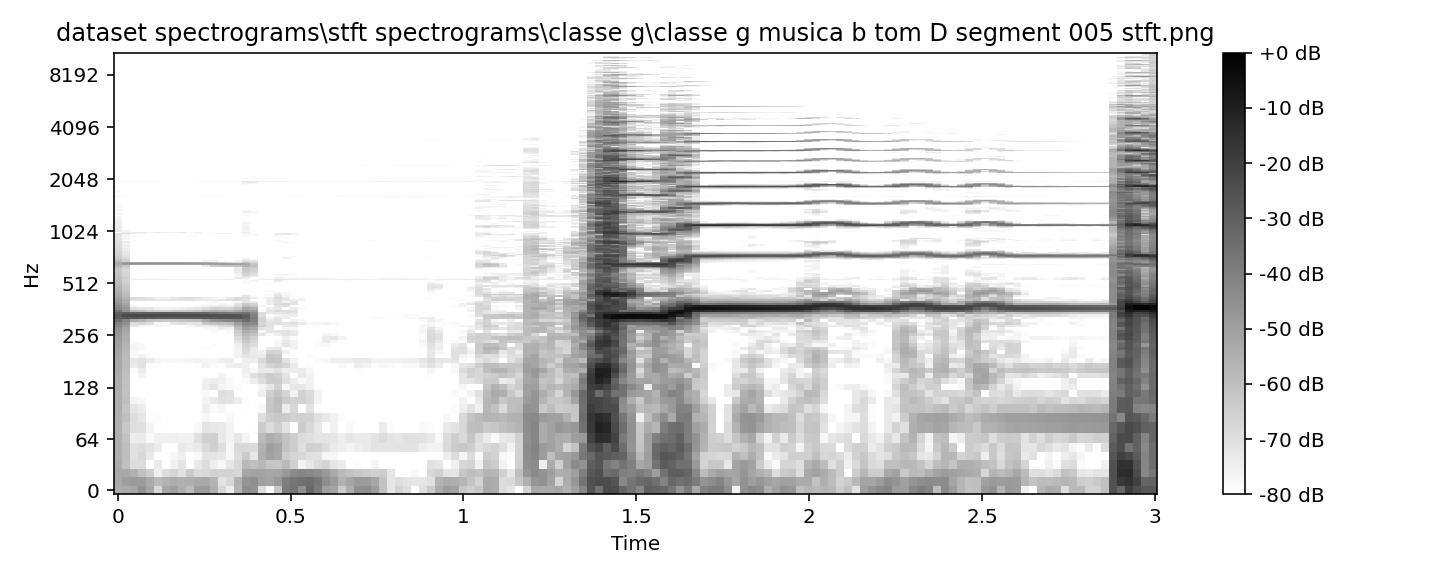 dataset spectrograms\stft spectrograms\classe g\classe g musica b tom D segment 005 stft.png
8192
4096
2048
1024
512
256
128
64
0
Hz
0
0.5
1
1.5
2
2.5
3
Time
+0 dB
-10 dB
-20 dB
-30 dB
-40 dB
-50 dB
-60 dB
-70 dB
-80 dB